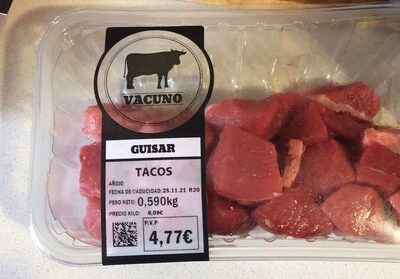 VACUNO
GUISAR
TACOS
AÑOJO
FECHA DE CADUCIDAD: 25.11.21 R20
PESO NETO: 0,590kg
PRECIO KILO: 8,09€
P.V.P
4,77€